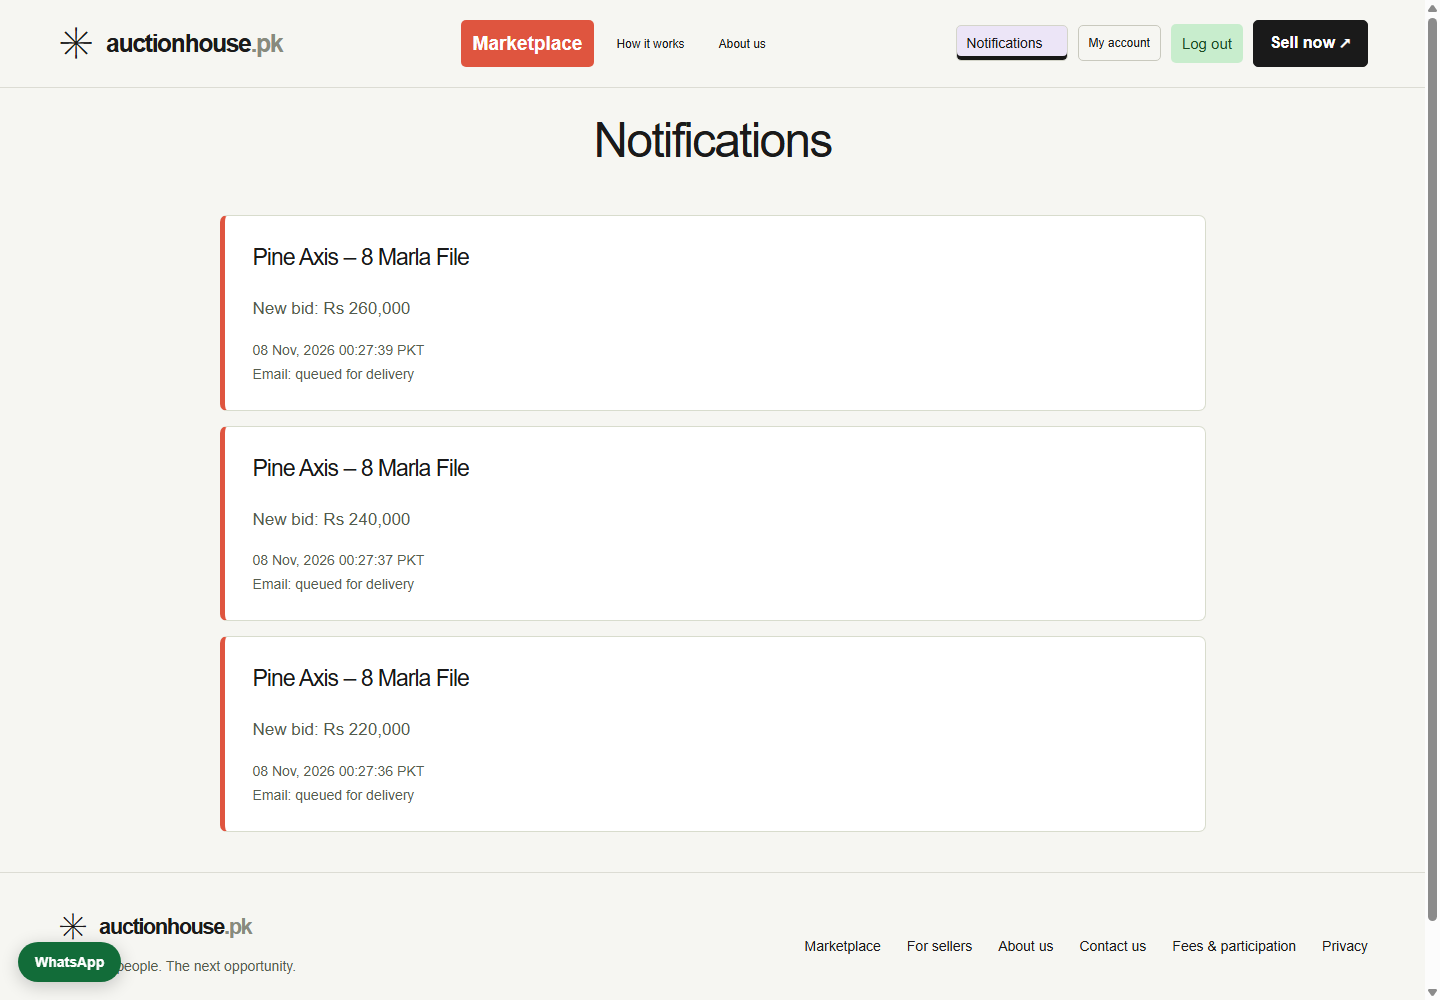 auctionhouse.pk
Marketplace
How it works
About us
Notifications
My account
Log out
Sell now ↗
Notifications
Pine Axis – 8 Marla File
New bid: Rs 260,000
08 Nov, 2026 00:27:39 PKT
Email: queued for delivery
Pine Axis – 8 Marla File
New bid: Rs 240,000
08 Nov, 2026 00:27:37 PKT
Email: queued for delivery
Pine Axis – 8 Marla File
New bid: Rs 220,000
08 Nov, 2026 00:27:36 PKT
Email: queued for delivery
auctionhouse.pk
people. The next opportunity.
WhatsApp
Marketplace
For sellers
About us
Contact us
Fees & participation
Privacy